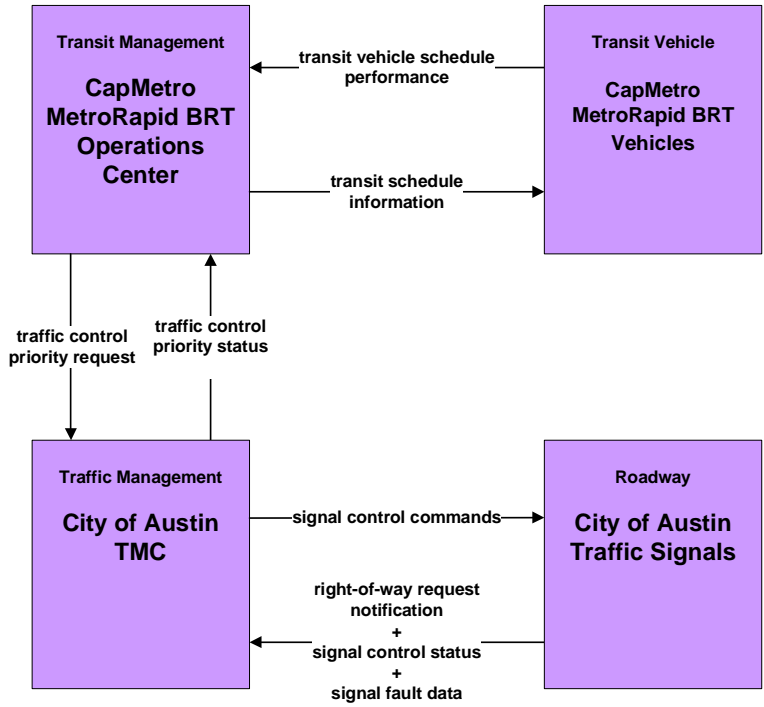 Transit Management
CapMetro
MetroRapid BRT
Operations
Center
transit vehicle schedule
performance
transit schedule
information
Transit Vehicle
CapMetro
MetroRapid BRT
Vehicles
traffic control
priority request
traffic control
priority status
Traffic Management
City of Austin
TMC
signal control commands
right-of-way request
notification
+
signal control status
+
signal fault data
Roadway
City of Austin
Traffic Signals